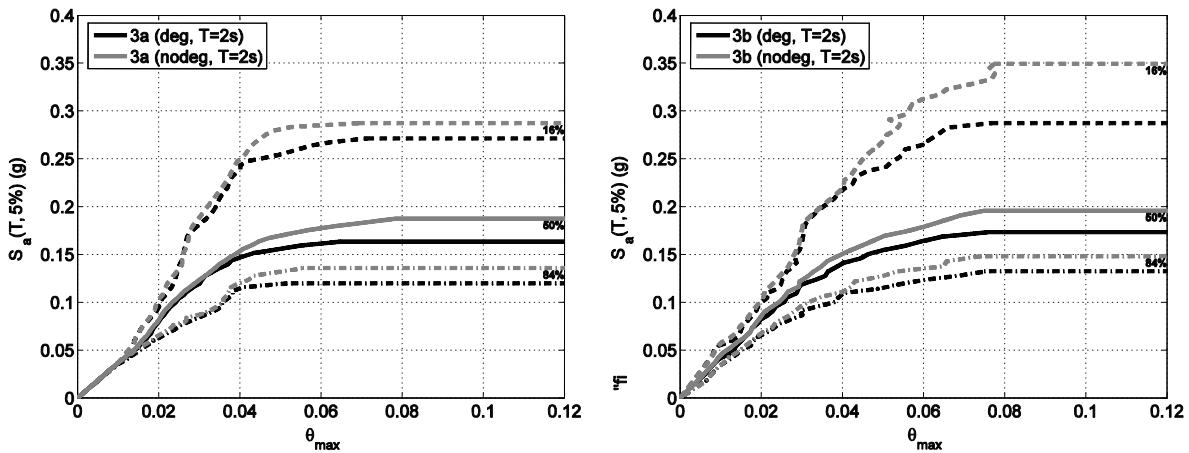 0.4
0.35
0.3
0.25
0.2
0.15
0.1
0.05
0
S a (T, 5%) (g)
3a (deg, T=2s)
3a (nodeg, T=2s)
16%
50%
84%
0 0.02 0.04 0.06 0.08 0.1 0.12
θ max
0.4
0.35
0.3
0.25
0.2
0.15
0.1
0.05
0
S a (T, 5%) (g)
"fi
3b (deg, T=2s)
3b (nodeg, T=2s)
16%
50%
84%
0 0.02 0.04 0.06 0.08 0.1 0.12
θ max